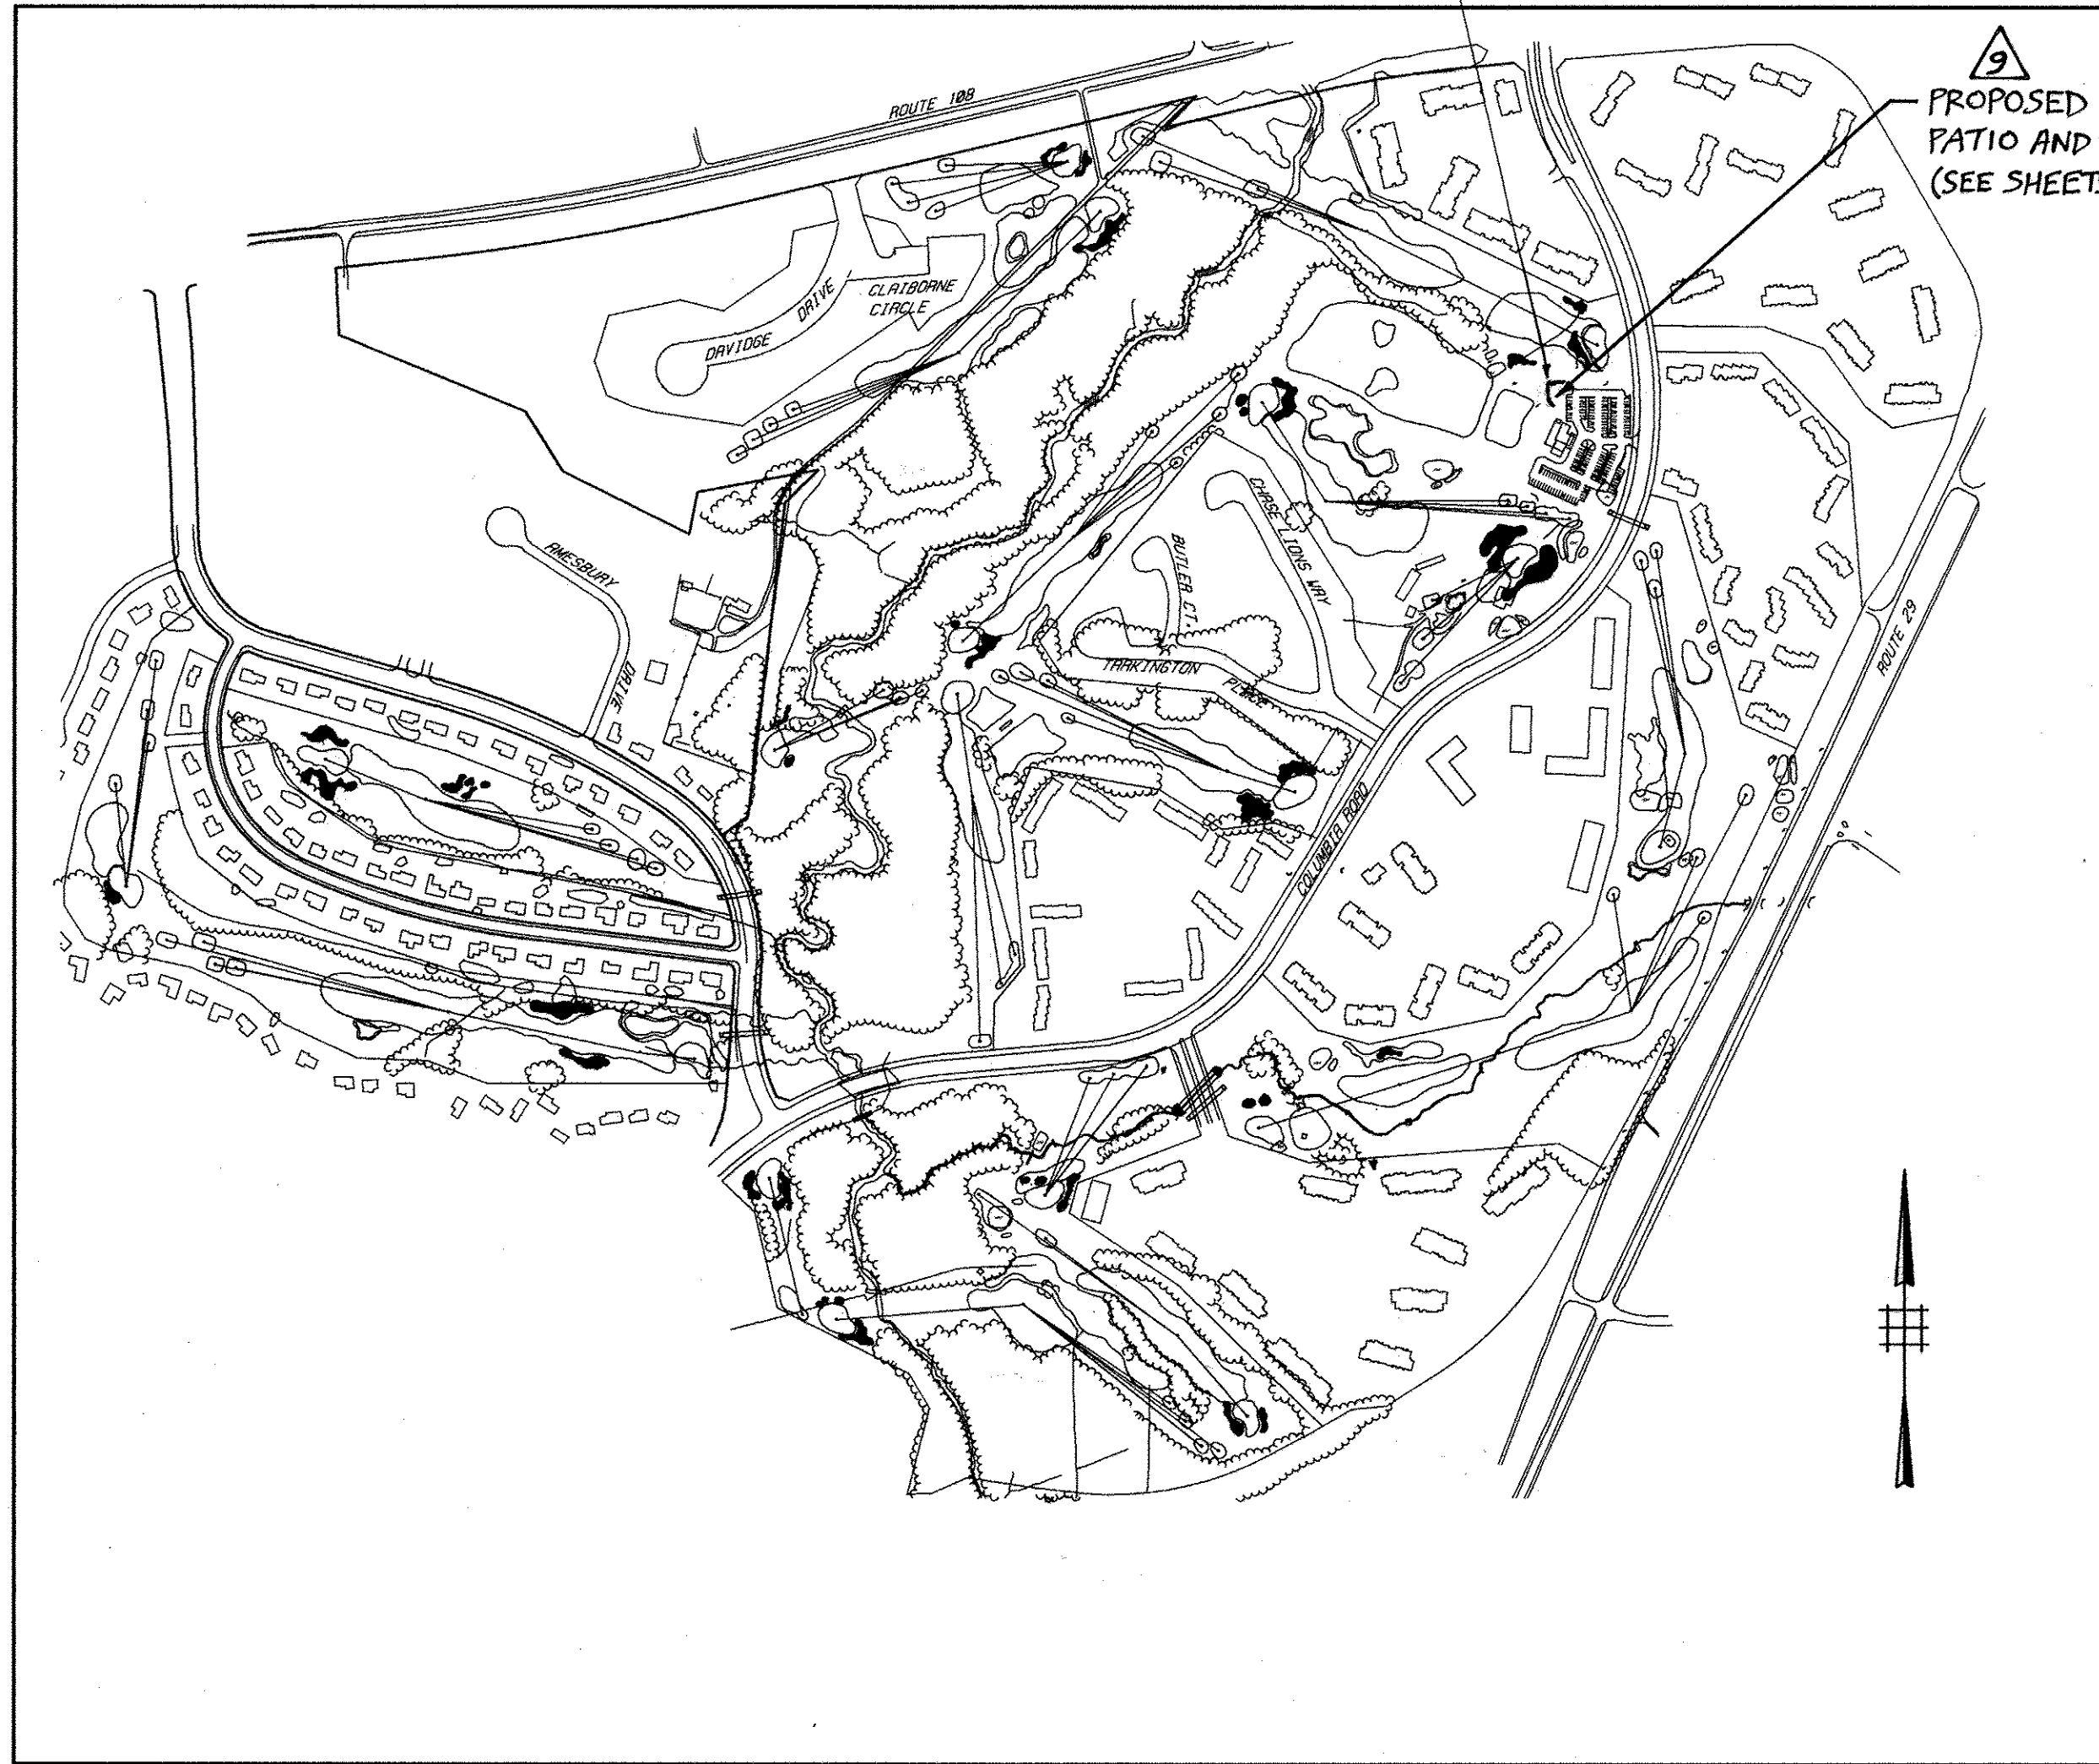 9
PROPOSED
PATIO AND
(SEE SHEET
ROUTE 108
CLAIBORNE
CIRCLE
DAVIDGE DRIVE
AMESBURY
DRIVE
CHASE LIONS WAY
BUTLER CT.
TARKINGTON PLACE
COLUMBIA ROAD
ROUTE 29